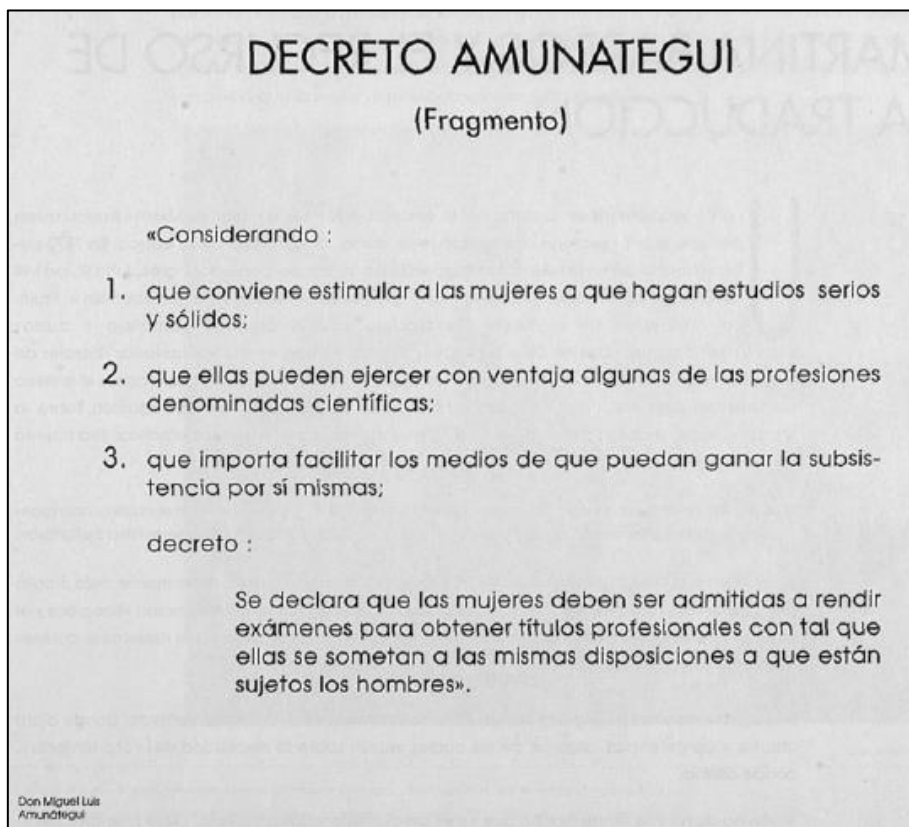 DECRETO AMUNATEGUI
(Fragmento)
«Considerando :
1. que conviene estimular a las mujeres a que hagan estudios serios
y sólidos;
2. que ellas pueden ejercer con ventaja algunas de las profesiones
denominadas científicas;
3. que importa facilitar los medios de que puedan ganar la subsis-
tencia por sí mismas;
decreto :
Se declara que las mujeres deben ser admitidas a rendir
exámenes para obtener títulos profesionales con tal que
ellas se sometan a las mismas disposiciones a que están
sujetos los hombres».
Don Miguel Luis
Amunátegui